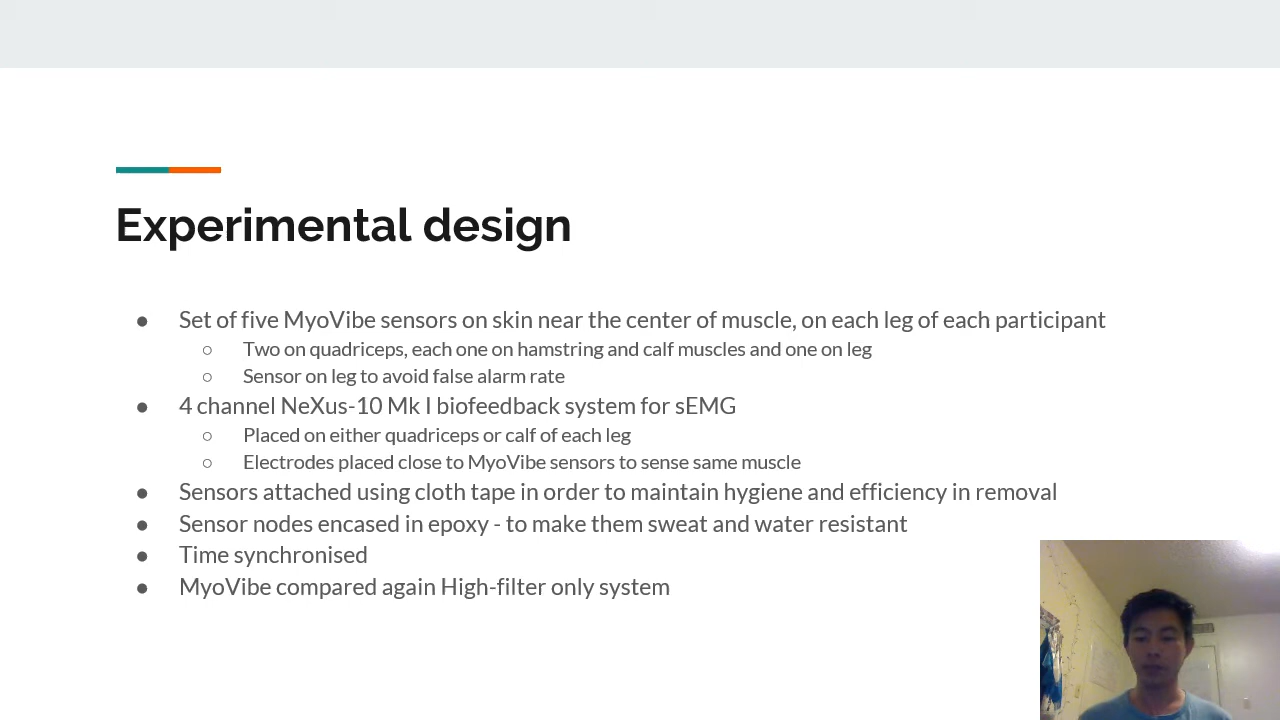 Experimental design
● Set of five MyoVibe sensors on skin near the center of muscle, on each leg of each participant
○ Two on quadriceps, each one on hamstring and calf muscles and one on leg
○ Sensor on leg to avoid false alarm rate
● 4 channel NeXus-10 Mk I biofeedback system for sEMG
○ Placed on either quadriceps or calf of each leg
○ Electrodes placed close to MyoVibe sensors to sense same muscle
● Sensors attached using cloth tape in order to maintain hygiene and efficiency in removal
● Sensor nodes encased in epoxy - to make them sweat and water resistant
● Time synchronised
● MyoVibe compared again High-filter only system